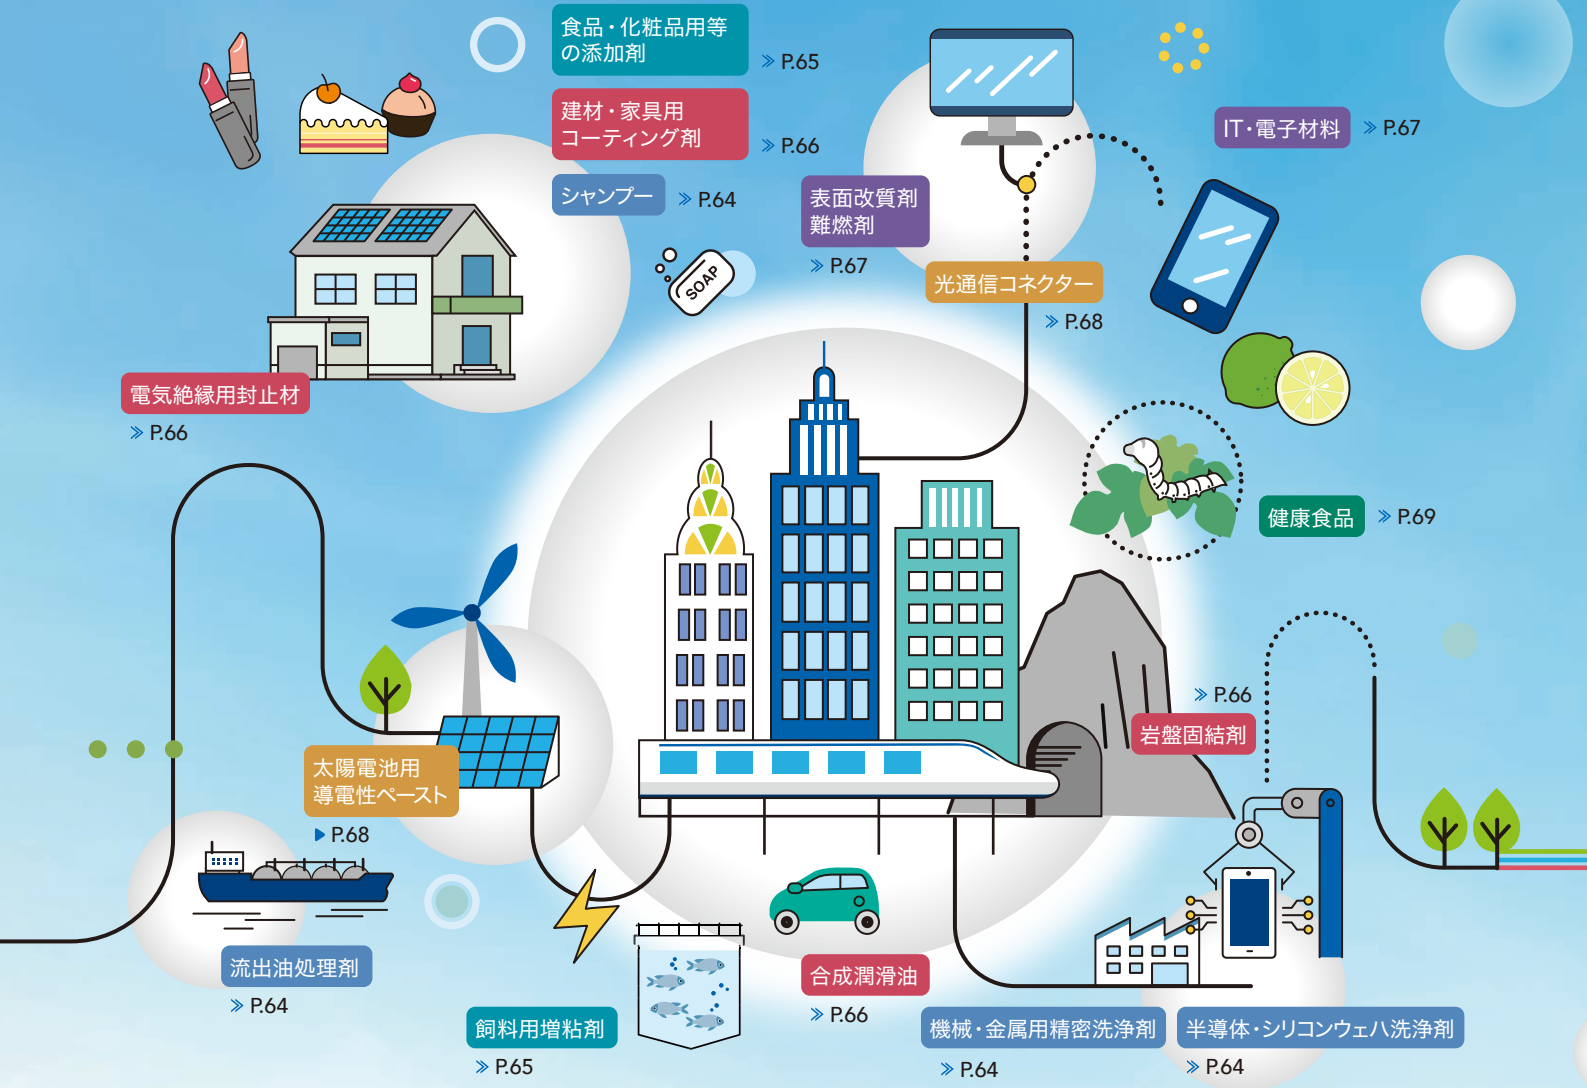 食品・化粧品用等
の添加剤
≫ P.65
建材・家具用
コーティング剤
≫ P.66
シャンプー
≫ P.64
SOAP
表面改質剤
難燃剤
≫ P.67
光通信コネクター
≫ P.68
IT・電子材料
≫ P.67
電気絶縁用封止材
≫ P.66
健康食品
≫ P.69
≫ P.66
岩盤固結剤
太陽電池用
導電性ペースト
▶ P.68
流出油処理剤
≫ P.64
飼料用増粘剤
≫ P.65
合成潤滑油
≫ P.66
機械・金属用精密洗浄剤
≫ P.64
半導体・シリコンウェハ洗浄剤
≫ P.64